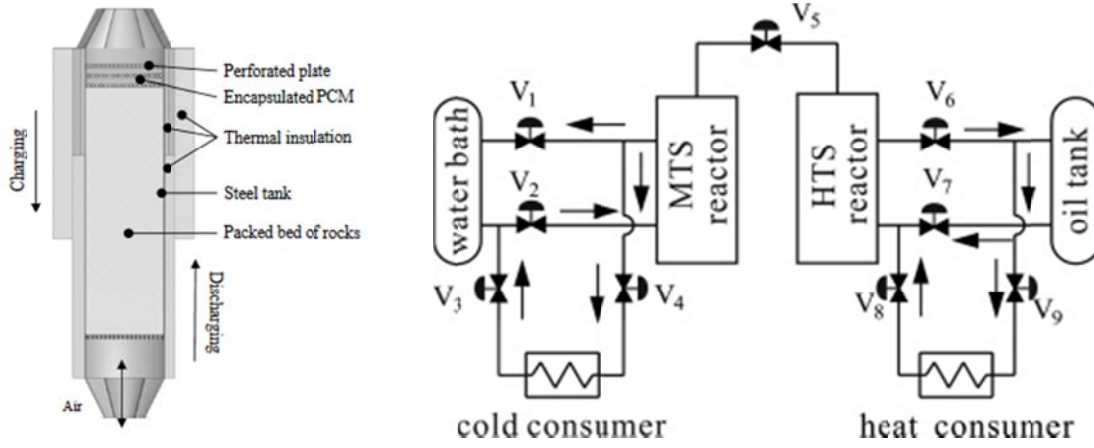 Perforated plate
Encapsulated PCM
Thermal insulation
Steel tank
Packed bed of rocks
Charging
Discharging
Air
V5
V1
V6
V2
V7
V3
V4
V8
V9
water bath
MTS
reactor
HTS
reactor
oil tank
cold consumer
heat consumer